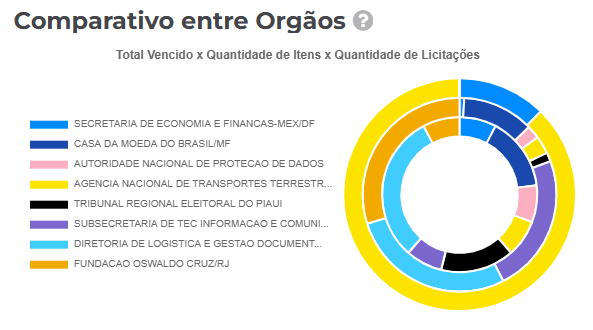 Comparativo entre Orgãos ?
Total Vencido x Quantidade de Itens x Quantidade de Licitações
SECRETARIA DE ECONOMIA E FINANCAS-MEX/DF
CASA DA MOEDA DO BRASIL/MF
AUTORIDADE NACIONAL DE PROTECAO DE DADOS
AGENCIA NACIONAL DE TRANSPORTES TERRESTR...
TRIBUNAL REGIONAL ELEITORAL DO PIAUI
SUBSECRETARIA DE TEC INFORMACAO E COMUNI...
DIRETORIA DE LOGISTICA E GESTAO DOCUMENT...
FUNDACAO OSWALDO CRUZ/RJ